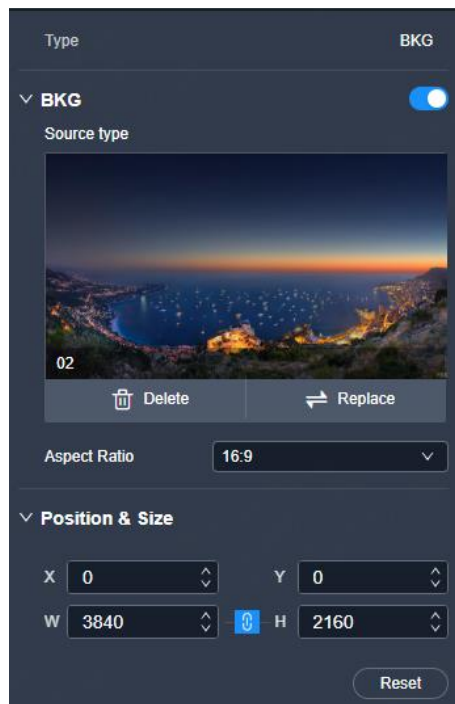 Type BKG
BKG
Source type
02
Delete Replace
Aspect Ratio 16:9
Position & Size
X 0 Y 0
W 3840 H 2160
Reset